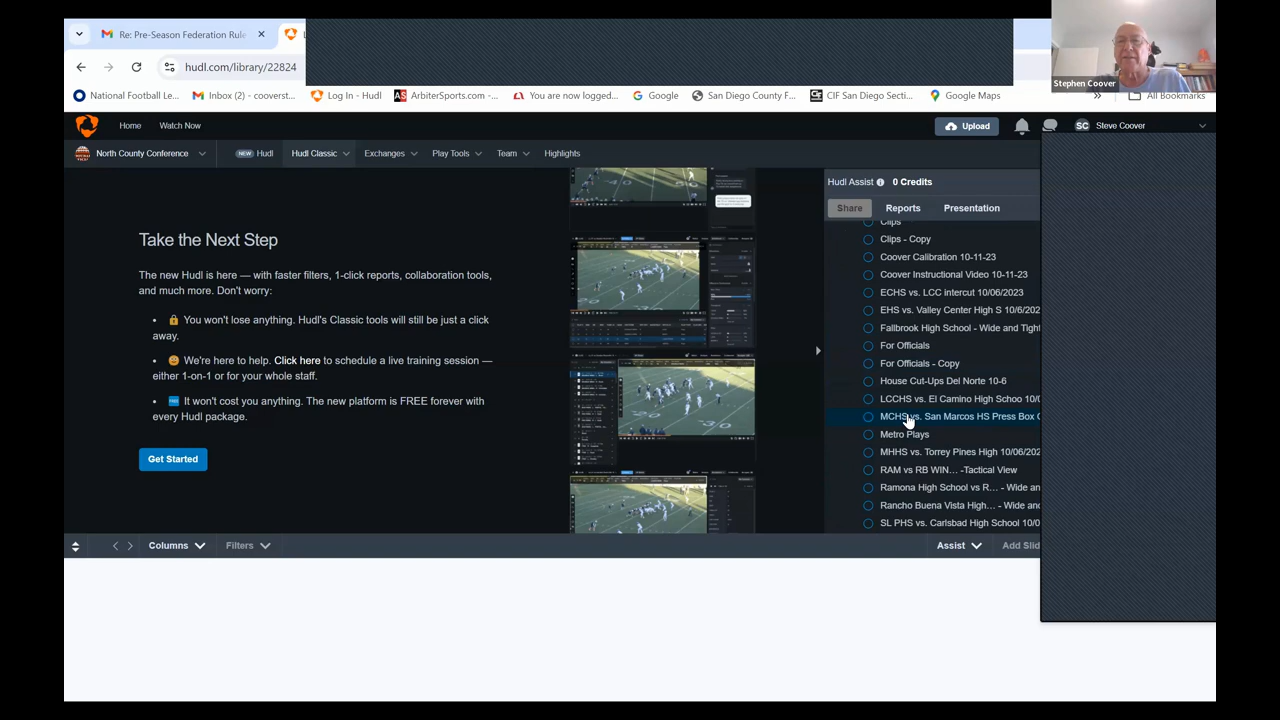 Re: Pre-Season Federation Rule
hudl.com/library/22824
Stephen Coover
National Football Le...
Inbox (2) - cooverst...
Log In - Hudl
AS ArbiterSports.com -...
You are now logged...
Google
San Diego County F...
CIF San Diego Secti...
Google Maps
»
All Bookmarks
Home
Watch Now
Upload
SC Steve Coover
North County Conference
NEW Hudl
Hudl Classic
Exchanges
Play Tools
Team
Highlights
Hudl Assist 0 Credits
Share
Reports
Presentation
Take the Next Step
The new Hudl is here — with faster filters, 1-click reports, collaboration tools,
and much more. Don't worry:
• You won't lose anything. Hudl's Classic tools will still be just a click
away.
• We're here to help. Click here to schedule a live training session —
either 1-on-1 or for your whole staff.
• FREE It won't cost you anything. The new platform is FREE forever with
every Hudl package.
Get Started
Clips
Clips - Copy
Coover Calibration 10-11-23
Coover Instructional Video 10-11-23
ECHS vs. LCC intercut 10/06/2023
EHS vs. Valley Center High S 10/6/202
Fallbrook High School - Wide and Tight
For Officials
For Officials - Copy
House Cut-Ups Del Norte 10-6
LCCHS vs. El Camino High Schoo 10/0
MCHS vs. San Marcos HS Press Box
Metro Plays
MHHS vs. Torrey Pines High 10/06/202
RAM vs RB WIN... -Tactical View
Ramona High School vs R... - Wide an
Rancho Buena Vista High... - Wide and
SL PHS vs. Carlsbad High School 10/0
Columns
Filters
Assist
Add Slid